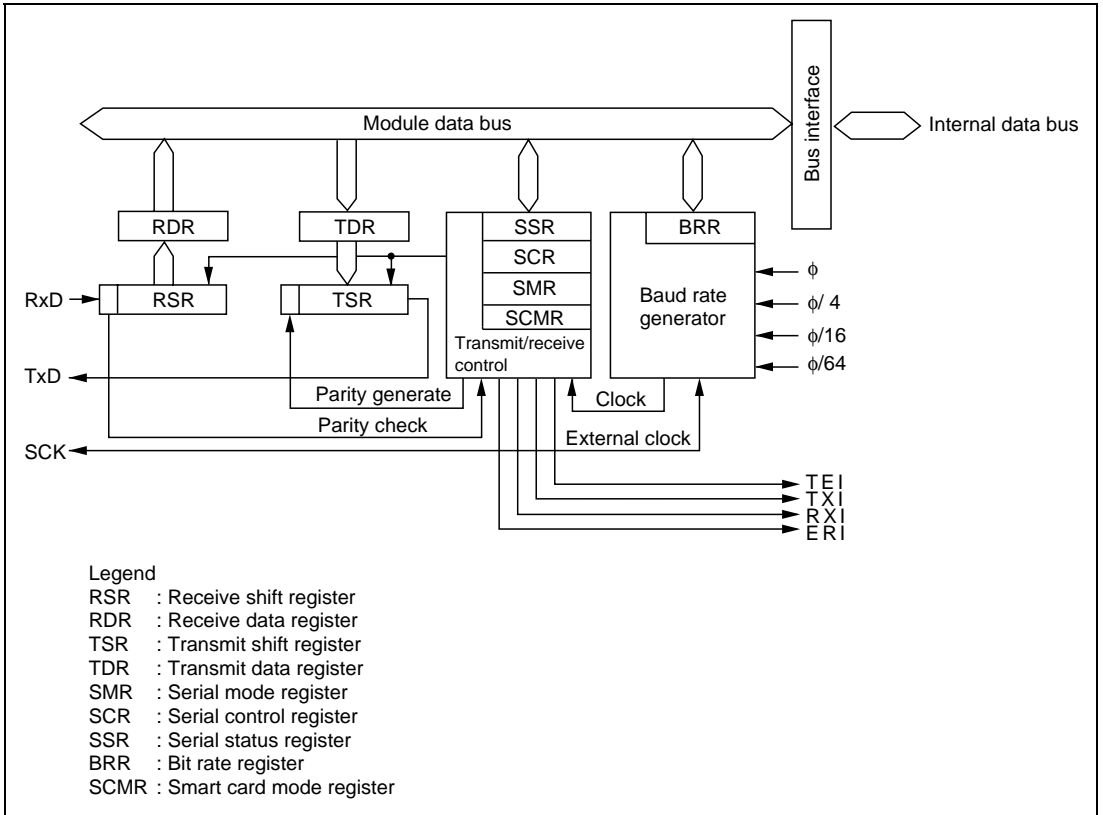 Module data bus
Bus interface
Internal data bus
RDR
TDR
SSR
BRR
SCR
φ
SMR
Baud rate
generator
RxD
RSR
TSR
φ/ 4
SCMR
Transmit/receive
control
φ/16
φ/64
TxD
Parity generate
Clock
Parity check
External clock
SCK
TEI
TXI
RXI
ERI
Legend
RSR : Receive shift register
RDR : Receive data register
TSR : Transmit shift register
TDR : Transmit data register
SMR : Serial mode register
SCR : Serial control register
SSR : Serial status register
BRR : Bit rate register
SCMR : Smart card mode register